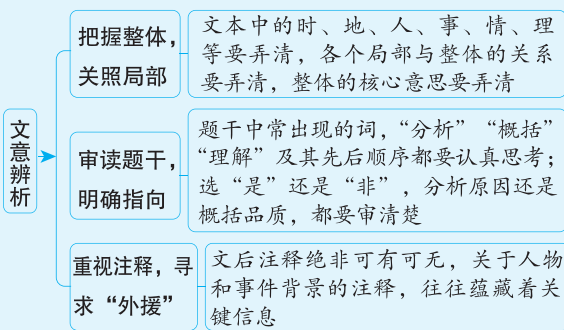 文意辨析
把握整体，
关照局部
文本中的时、地、人、事、情、理
等要弄清，各个局部与整体的关系
要弄清，整体的核心意思要弄清
审读题干，
明确指向
题干中常出现的词，“分析”“概括”
“理解”及其先后顺序都要认真思考；
选“是”还是“非”，分析原因还是
概括品质，都要审清楚
重视注释，寻
求“外援”
文后注释绝非可有可无，关于人物
和事件背景的注释，往往蕴藏着关
键信息